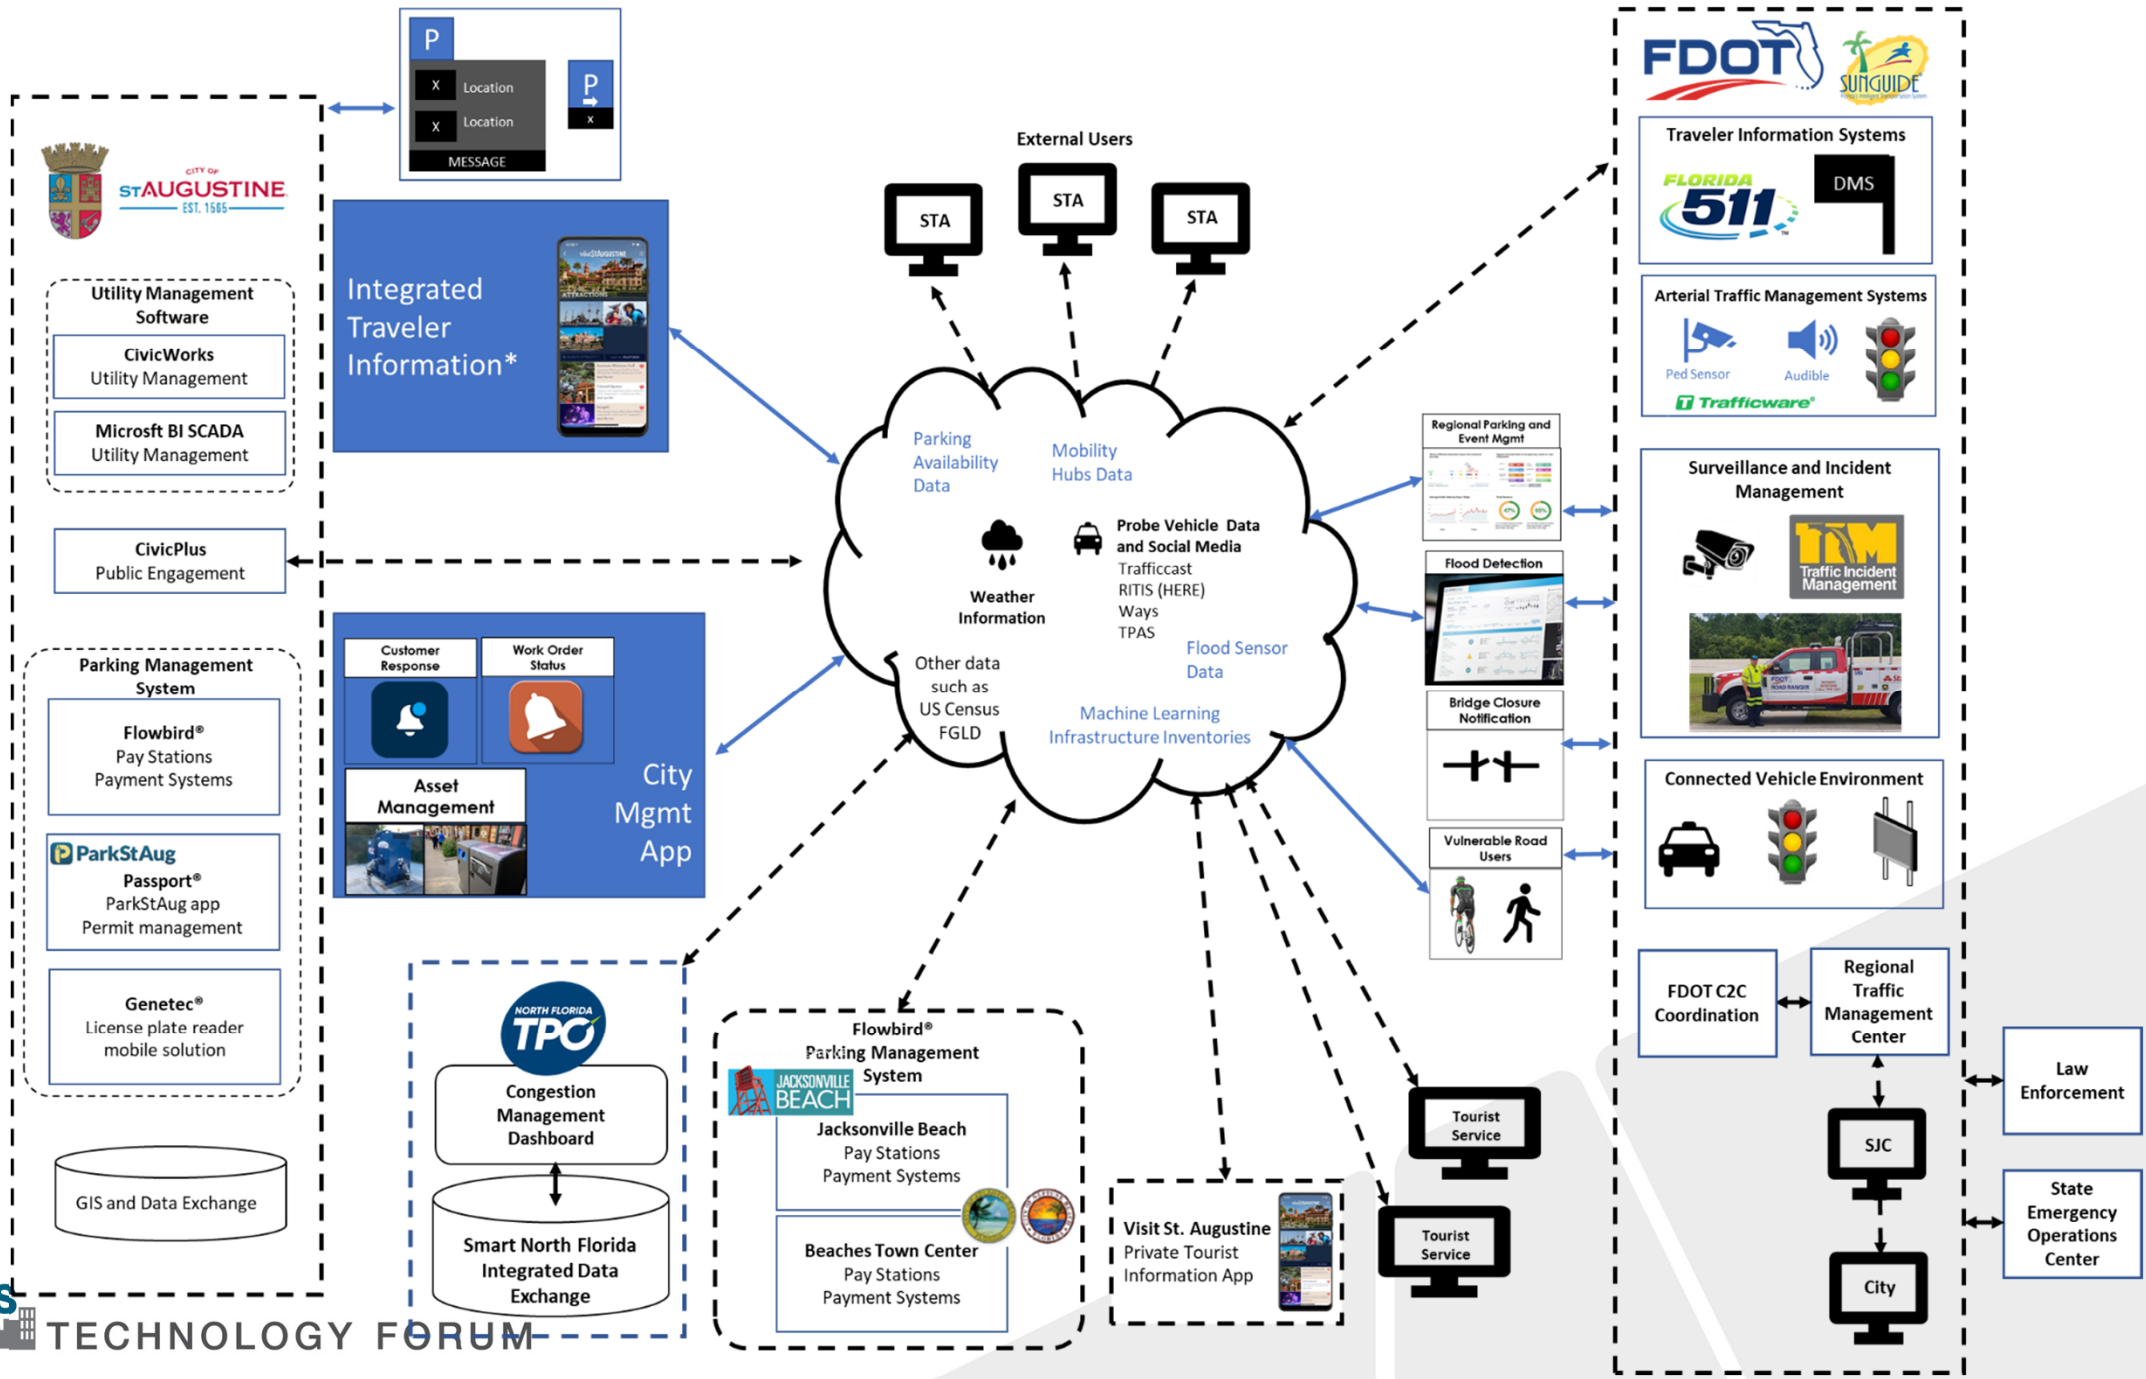 CITY OF
STAUGUSTINE
EST. 1565
Utility Management
Software
CivicWorks
Utility Management
Microsft BI SCADA
Utility Management
CivicPlus
Public Engagement
Parking Management
System
Flowbird®
Pay Stations
Payment Systems
P ParkStAug
Passport®
ParkStAug app
Permit management
Genetec®
License plate reader
mobile solution
GIS and Data Exchange
S
TECHNOLOGY FORUM
P
X Location
X Location
MESSAGE
P
x
Integrated
Traveler
Information*
ATTRACTIONS
Customer
Response
Work Order
Status
Asset
Management
City
Mgmt
App
NORTH FLORIDA
TPO
Congestion
Management
Dashboard
Smart North Florida
Integrated Data
Exchange
External Users
STA
STA
STA
Parking
Availability
Data
Mobility
Hubs Data
Weather
Information
Probe Vehicle Data
and Social Media
Trafficcast
RITIS (HERE)
Ways
TPAS
Flood Sensor
Data
Other data
such as
US Census
FGLD
Machine Learning
Infrastructure Inventories
Flowbird®
Parking Management
System
JACKSONVILLE
BEACH
Jacksonville Beach
Pay Stations
Payment Systems
Beaches Town Center
Pay Stations
Payment Systems
Visit St. Augustine
Private Tourist
Information App
Tourist
Service
Tourist
Service
Regional Parking and
Event Mgmt
Flood Detection
Bridge Closure
Notification
Vulnerable Road
Users
FDOT
SUNGUIDE
Traveler Information Systems
FLORIDA
511
DMS
Arterial Traffic Management Systems
Ped Sensor
Audible
T Trafficware®
Surveillance and Incident
Management
TIM
Traffic Incident
Management
FDOT
ROAD RANGER
Connected Vehicle Environment
FDOT C2C
Coordination
Regional
Traffic
Management
Center
SJC
City
Law
Enforcement
State
Emergency
Operations
Center